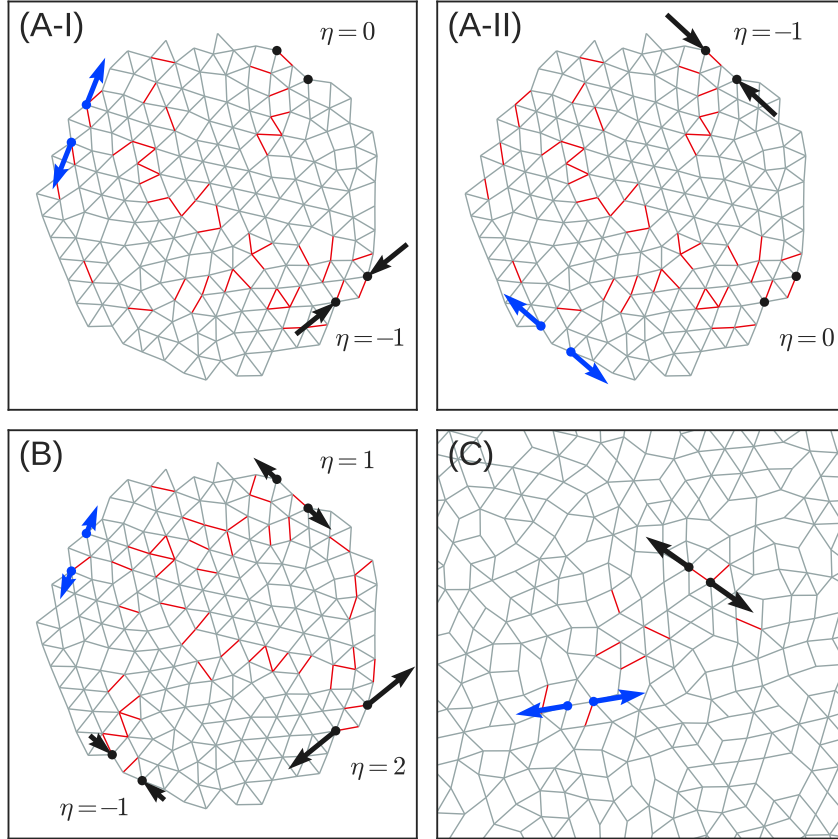 (A-I)
η = 0
η = −1
(A-II)
η = −1
η = 0
(B)
η = 1
η = 2
η = −1
(C)